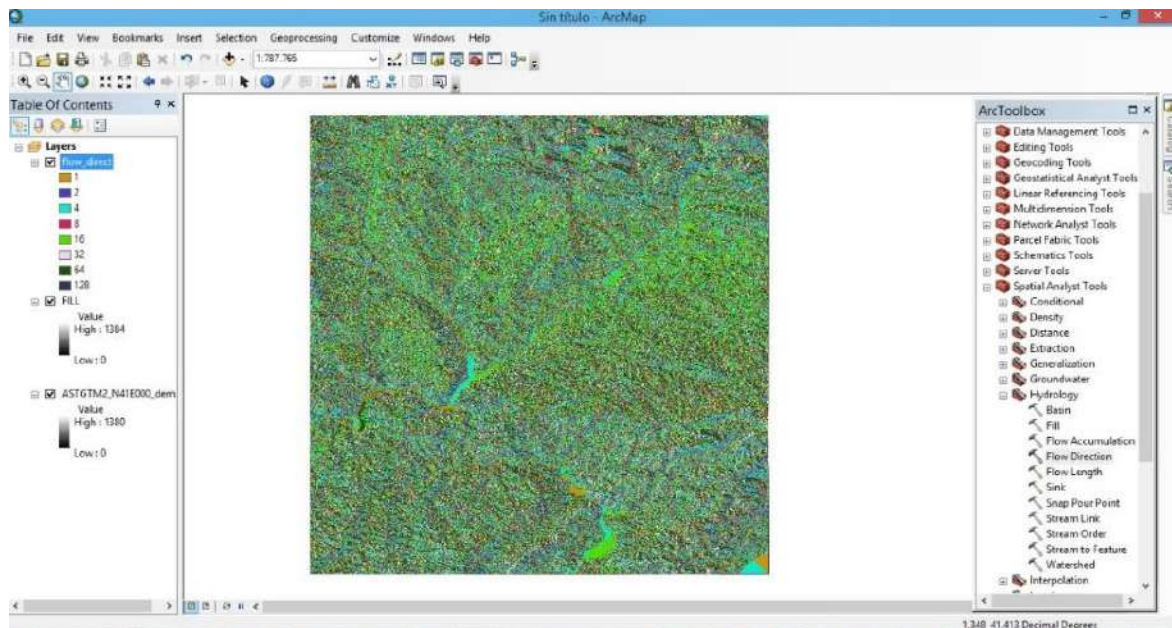 Sin título - ArcMap
File Edit View Bookmarks Insert Selection Geoprocessing Customize Windows Help
1:787.765
Table Of Contents
Layers
flow_direct
1
2
4
8
16
32
64
128
FILL
Value
High : 1384
Low : 0
ASTGTM2_N41E000_dem
Value
High : 1380
Low : 0
ArcToolbox
Data Management Tools
Editing Tools
Geocoding Tools
Geostatistical Analyst Tools
Linear Referencing Tools
Multidimension Tools
Network Analyst Tools
Parcel Fabric Tools
Schematics Tools
Server Tools
Spatial Analyst Tools
Conditional
Density
Distance
Extraction
Generalization
Groundwater
Hydrology
Basin
Fill
Flow Accumulation
Flow Direction
Flow Length
Sink
Snap Pour Point
Stream Link
Stream Order
Stream to Feature
Watershed
Interpolation
Catalog
1,348 41,413 Decimal Degrees